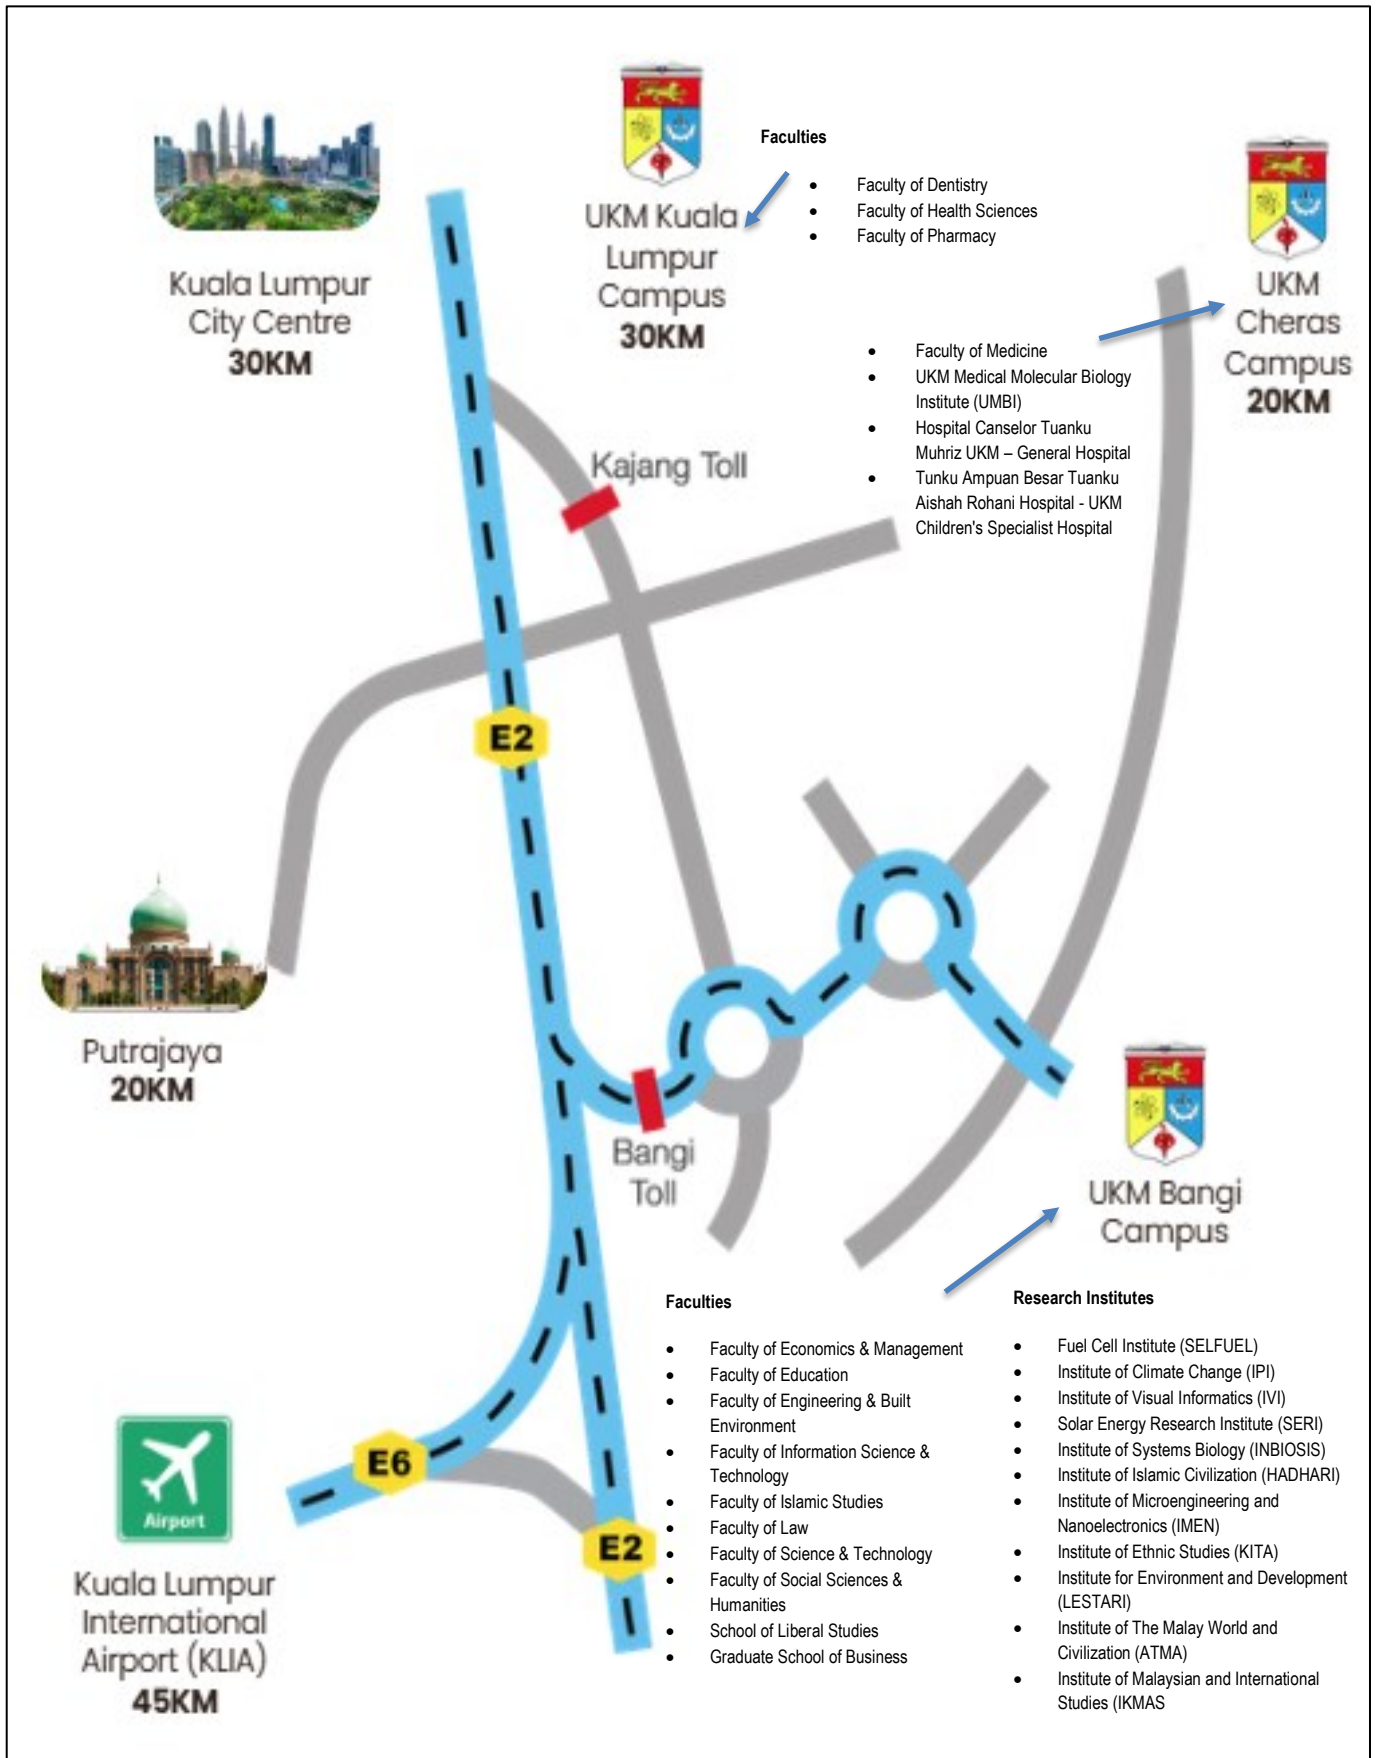 Faculties
• Faculty of Dentistry
• Faculty of Health Sciences
• Faculty of Pharmacy
UKM Kuala
Lumpur
Campus
30KM
Kuala Lumpur
City Centre
30KM
UKM
Cheras
Campus
20KM
• Faculty of Medicine
• UKM Medical Molecular Biology
Institute (UMBI)
• Hospital Canselor Tuanku
Muhriz UKM – General Hospital
• Tunku Ampuan Besar Tuanku
Aishah Rohani Hospital - UKM
Children's Specialist Hospital
Kajang Toll
E2
Putrajaya
20KM
Bangi
Toll
UKM Bangi
Campus
Faculties
• Faculty of Economics & Management
• Faculty of Education
• Faculty of Engineering & Built
Environment
• Faculty of Information Science &
Technology
• Faculty of Islamic Studies
• Faculty of Law
• Faculty of Science & Technology
• Faculty of Social Sciences &
Humanities
• School of Liberal Studies
• Graduate School of Business
Research Institutes
• Fuel Cell Institute (SELFUEL)
• Institute of Climate Change (IPI)
• Institute of Visual Informatics (IVI)
• Solar Energy Research Institute (SERI)
• Institute of Systems Biology (INBIOSIS)
• Institute of Islamic Civilization (HADHARI)
• Institute of Microengineering and
Nanoelectronics (IMEN)
• Institute of Ethnic Studies (KITA)
• Institute for Environment and Development
(LESTARI)
• Institute of The Malay World and
Civilization (ATMA)
• Institute of Malaysian and International
Studies (IKMAS
E6
E2
Airport
Kuala Lumpur
International
Airport (KLIA)
45KM